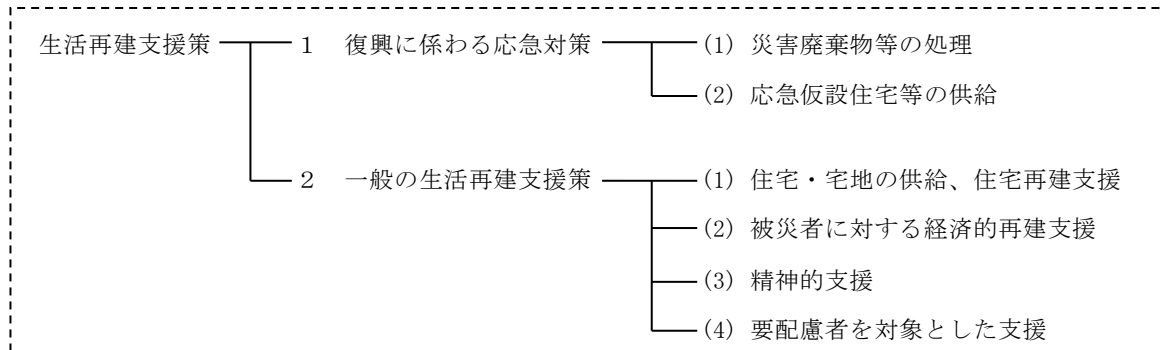 生活再建支援策 1 復興に係わる応急対策 (1) 災害廃棄物等の処理
(2) 応急仮設住宅等の供給
2 一般の生活再建支援策 (1) 住宅・宅地の供給、住宅再建支援
(2) 被災者に対する経済的再建支援
(3) 精神的支援
(4) 要配慮者を対象とした支援